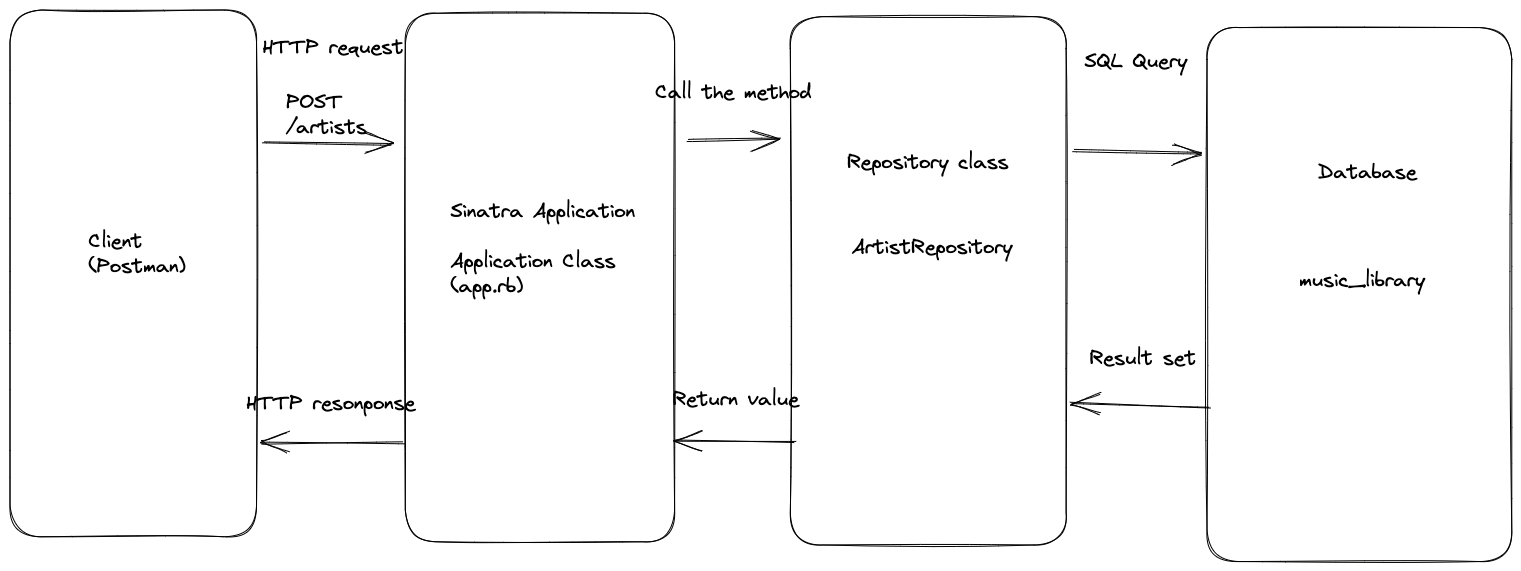 HTTP request
POST
/artists
Call the method
SQL Query
Client
(Postman)
Sinatra Application
Application Class
(app.rb)
Repository class
ArtistRepository
Database
music_library
HTTP resonponse
Return value
Result set